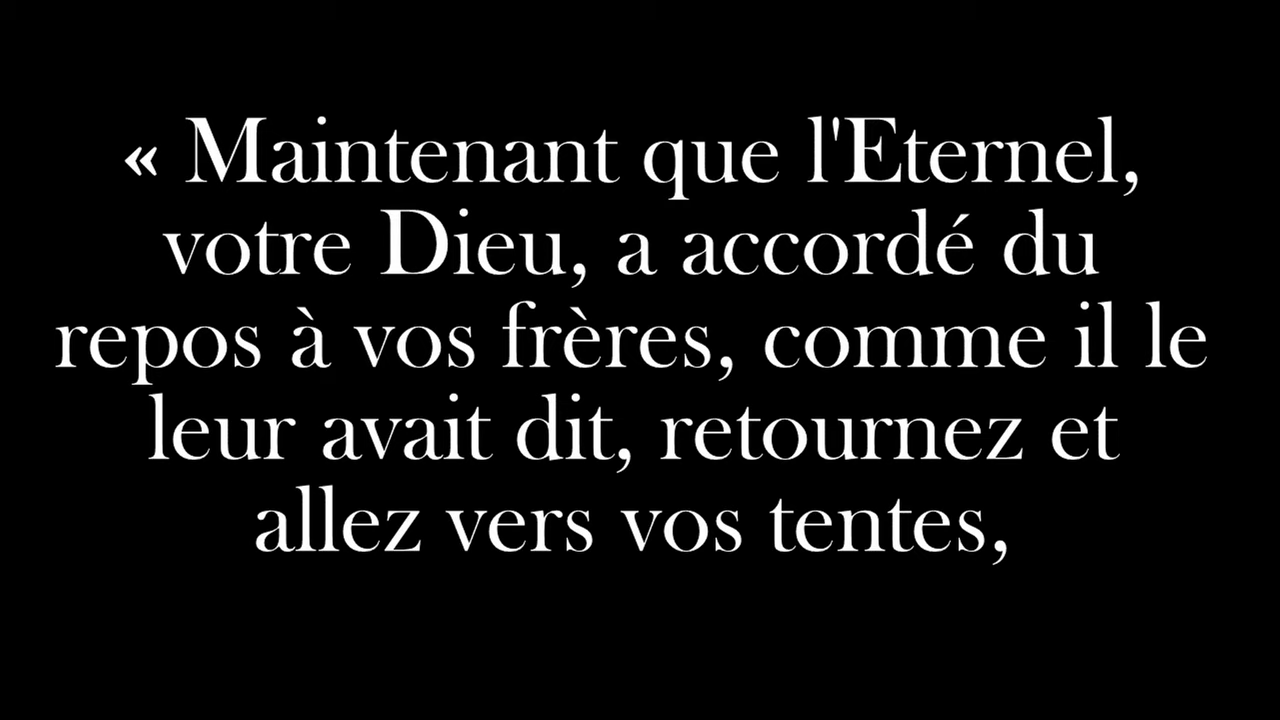 « Maintenant que l'Eternel,
votre Dieu, a accordé du
repos à vos frères, comme il le
leur avait dit, retournez et
allez vers vos tentes,